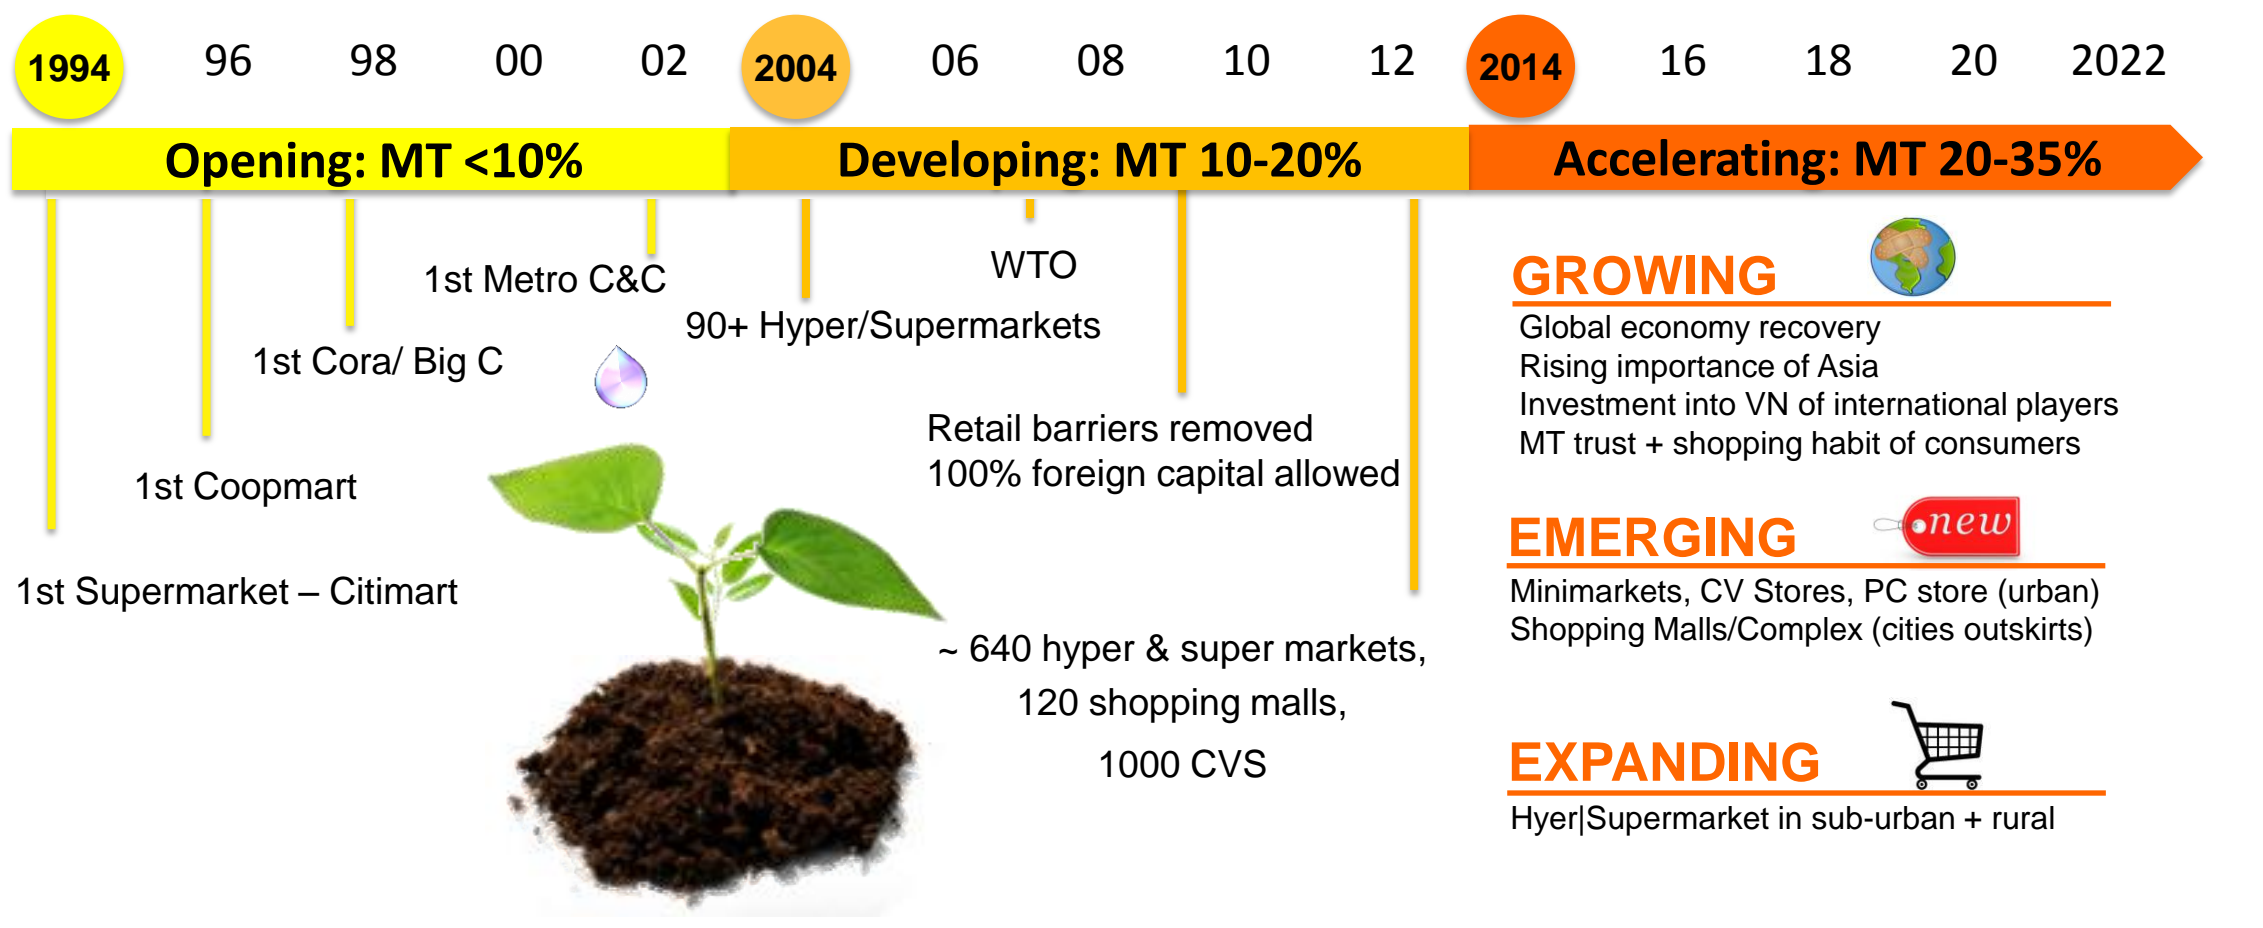 1994 96 98 00 02 2004 06 08 10 12 2014 16 18 20 2022
Opening: MT <10% Developing: MT 10-20% Accelerating: MT 20-35%
1st Metro C&C
1st Cora/ Big C
1st Coopmart
1st Supermarket – Citimart
WTO
90+ Hyper/Supermarkets
Retail barriers removed
100% foreign capital allowed
~ 640 hyper & super markets,
120 shopping malls,
1000 CVS
GROWING
Global economy recovery
Rising importance of Asia
Investment into VN of international players
MT trust + shopping habit of consumers
EMERGING
new
Minimarkets, CV Stores, PC store (urban)
Shopping Malls/Complex (cities outskirts)
EXPANDING
Hyer|Supermarket in sub-urban + rural